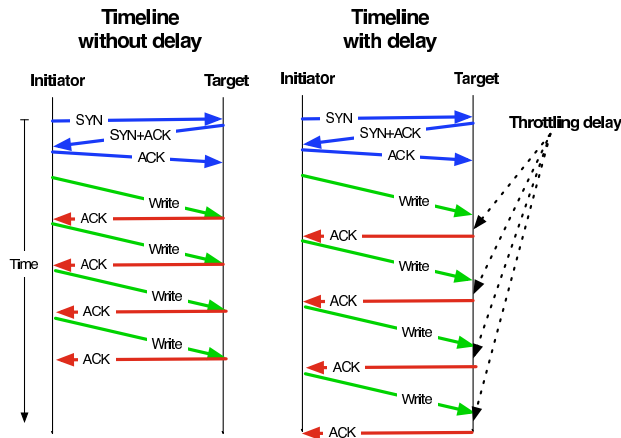 Timeline
without delay
Timeline
with delay
Initiator
Target
Initiator
Target
SYN
SYN+ACK
ACK
Write
ACK
Write
ACK
Write
ACK
Write
ACK
Time
SYN
SYN+ACK
ACK
Write
ACK
Write
ACK
Write
ACK
Write
ACK
Throttling delay